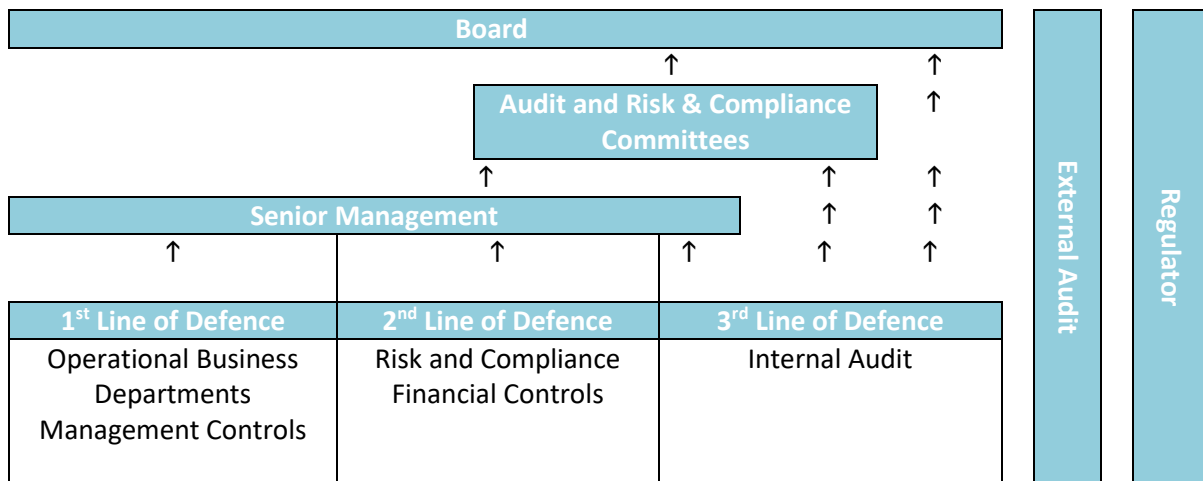 Board
↑ ↑
Audit and Risk & Compliance
Committees
↑
↑ ↑ ↑
Senior Management
↑ ↑
↑ ↑ ↑ ↑ ↑
1st Line of Defence
Operational Business
Departments
Management Controls
2nd Line of Defence
Risk and Compliance
Financial Controls
3rd Line of Defence
Internal Audit
External Audit
Regulator